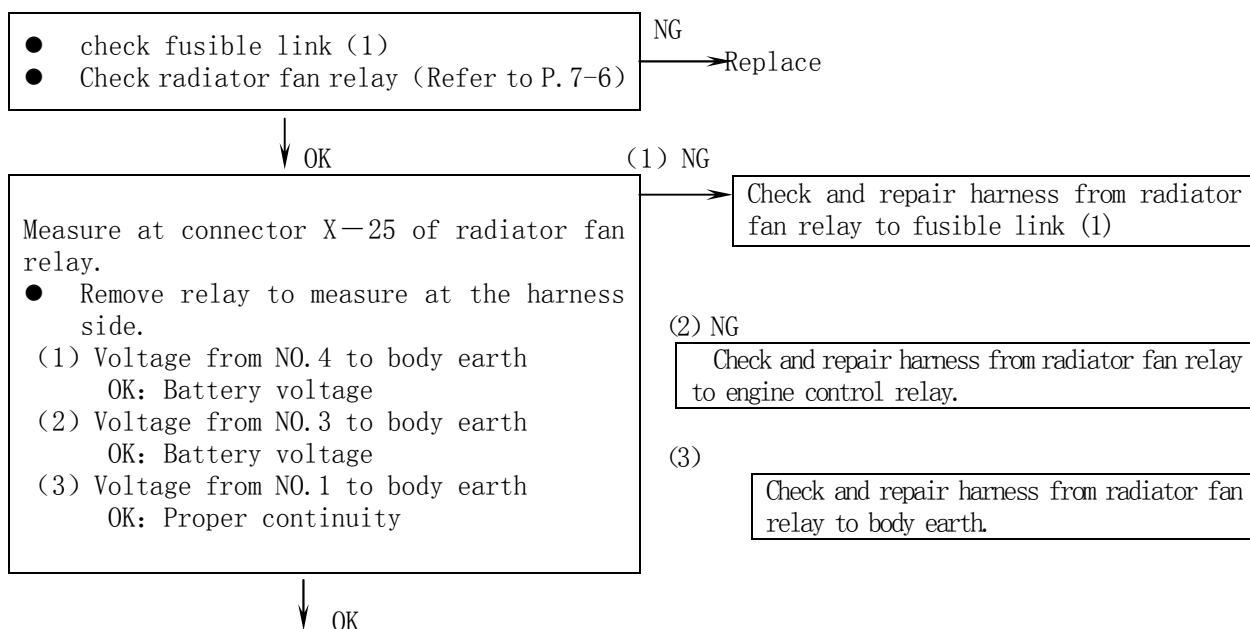 ● check fusible link (1)
● Check radiator fan relay (Refer to P.7-6)
NG
Replace
OK
(1) NG
Measure at connector X-25 of radiator fan
relay.
● Remove relay to measure at the harness
side.
(1) Voltage from NO.4 to body earth
OK: Battery voltage
(2) Voltage from NO.3 to body earth
OK: Battery voltage
(3) Voltage from NO.1 to body earth
OK: Proper continuity
Check and repair harness from radiator
fan relay to fusible link (1)
(2) NG
Check and repair harness from radiator fan relay
to engine control relay.
(3)
Check and repair harness from radiator fan
relay to body earth.
OK